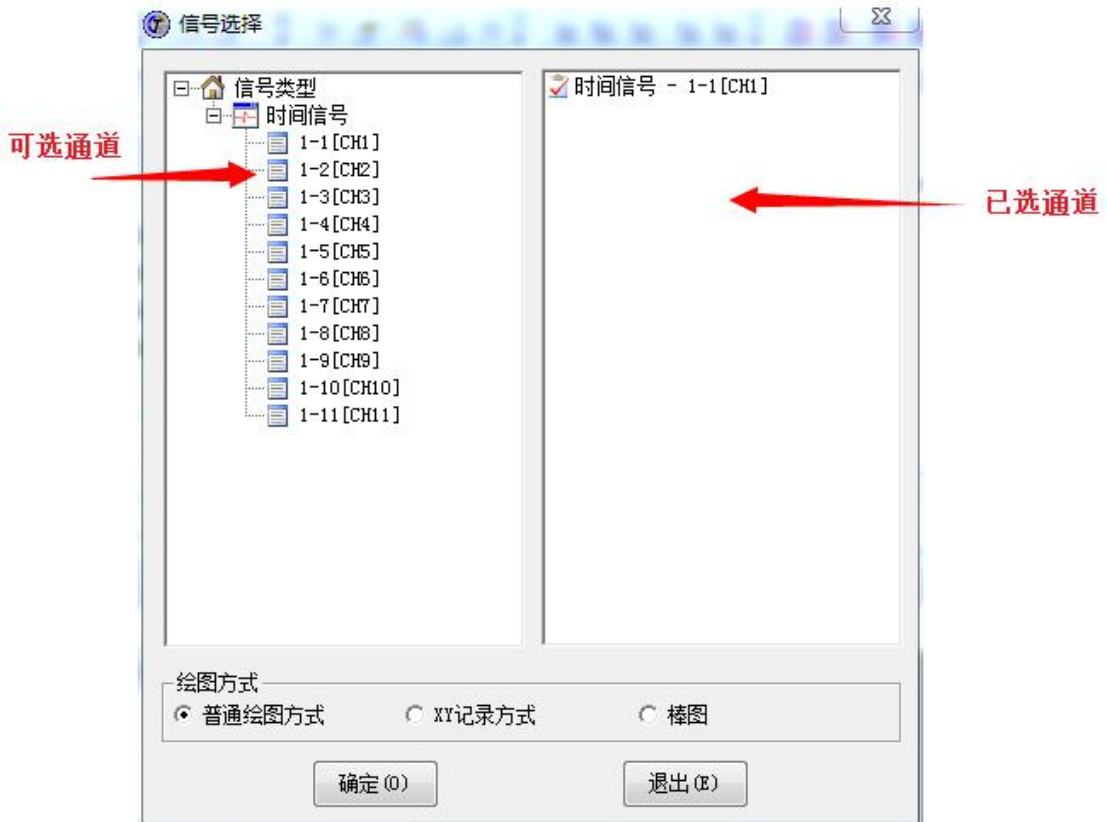 信号选择
信号类型
时间信号
1-1[CH1]
1-2[CH2]
1-3[CH3]
1-4[CH4]
1-5[CH5]
1-6[CH6]
1-7[CH7]
1-8[CH8]
1-9[CH9]
1-10[CH10]
1-11[CH11]
可选通道
时间信号 - 1-1[CH1]
已选通道
绘图方式
普通绘图方式 XY记录方式 棒图
确定(O) 退出(E)